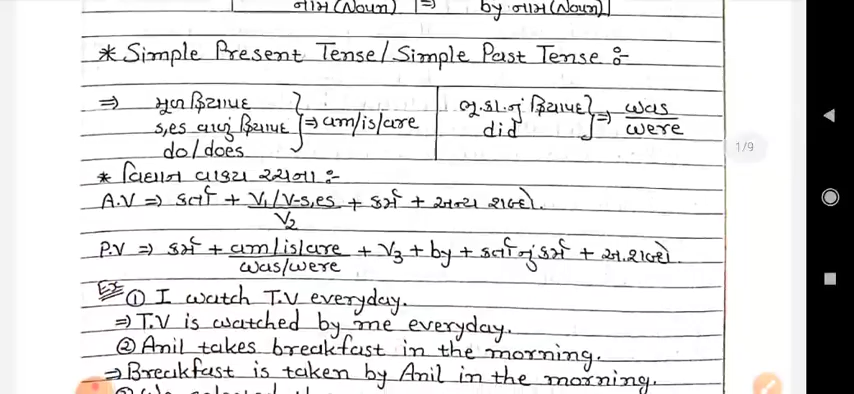 નામ (Noun) ⇒ by નામ (Noun)
* Simple Present Tense/Simple Past Tense :-
⇒ મુળ ક્રિયાપદ
s,es વાળું ક્રિયાપદ ⇒ am/is/are
do/does
ભૂ.કા.નું ક્રિયાપદ
did ⇒ was/were
1/9
* વિધાન વાક્ય રચના :-
A.V ⇒ કર્તા + V1/V-s,es / V2 + કર્મ + અન્ય શબ્દો.
P.V ⇒ કર્મ + am/is/are / was/were + V3 + by + કર્તાનું કર્મ + અ.શબ્દો.
Ex ① I watch T.V everyday.
⇒ T.V is watched by me everyday.
② Anil takes breakfast in the morning.
⇒ Breakfast is taken by Anil in the morning.